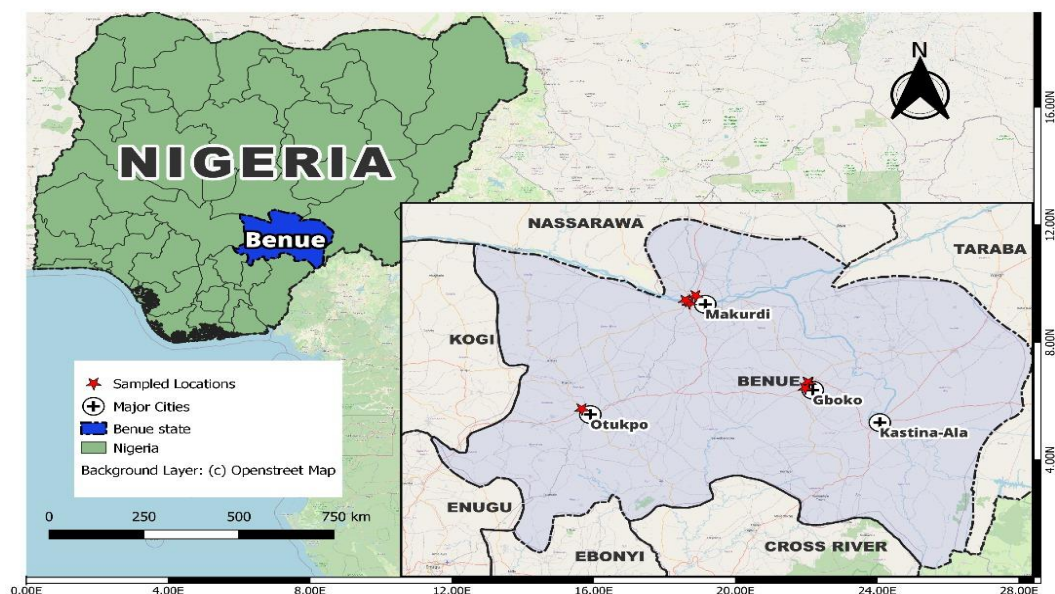 N
NIGERIA
Benue
NASSARAWA
TARABA
KOGI
Makurdi
BENUE
Gboko
Otukpo
Kastina-Ala
ENUGU
EBONYI
CROSS RIVER
Sampled Locations
Major Cities
Benue state
Nigeria
Background Layer: (c) Openstreet Map
0 250 500 750 km
16.00N
12.00N
8.00N
4.00N
0.00E 4.00E 8.00E 12.00E 16.00E 20.00E 24.00E 28.00E